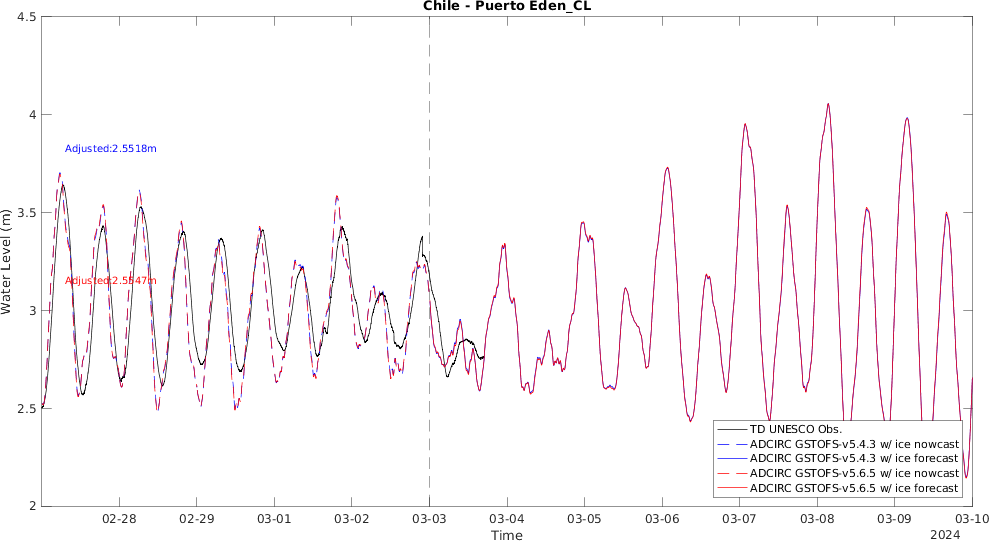 Chile - Puerto Eden_CL
4.5
4
3.5
3
2.5
2
Water Level (m)
Adjusted:2.5518m
Adjusted:2.5547m
TD UNESCO Obs.
ADCIRC GSTOFS-v5.4.3 w/ ice nowcast
ADCIRC GSTOFS-v5.4.3 w/ ice forecast
ADCIRC GSTOFS-v5.6.5 w/ ice nowcast
ADCIRC GSTOFS-v5.6.5 w/ ice forecast
02-28 02-29 03-01 03-02 03-03 03-04 03-05 03-06 03-07 03-08 03-09 03-10
Time
2024